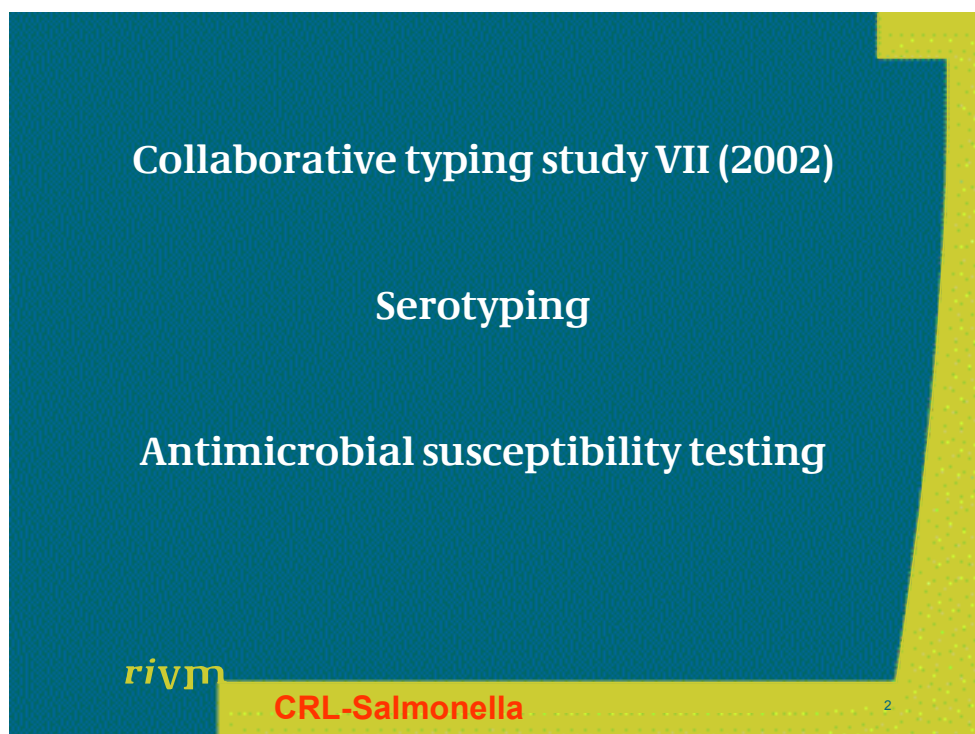 Collaborative typing study VII (2002)
Serotyping
Antimicrobial susceptibility testing
rivm
CRL-Salmonella
2